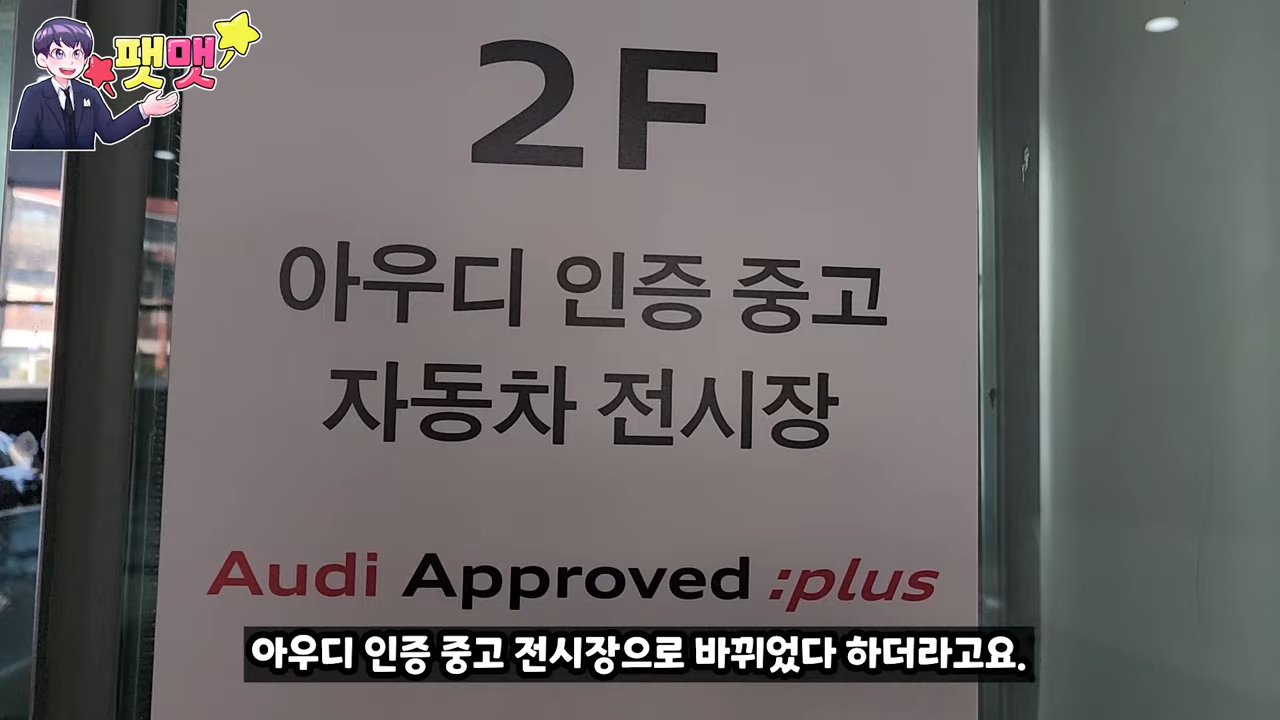 팻맷
2F
아우디 인증 중고
자동차 전시장
Audi Approved :plus
아우디 인증 중고 전시장으로 바뀌었다 하더라고요.